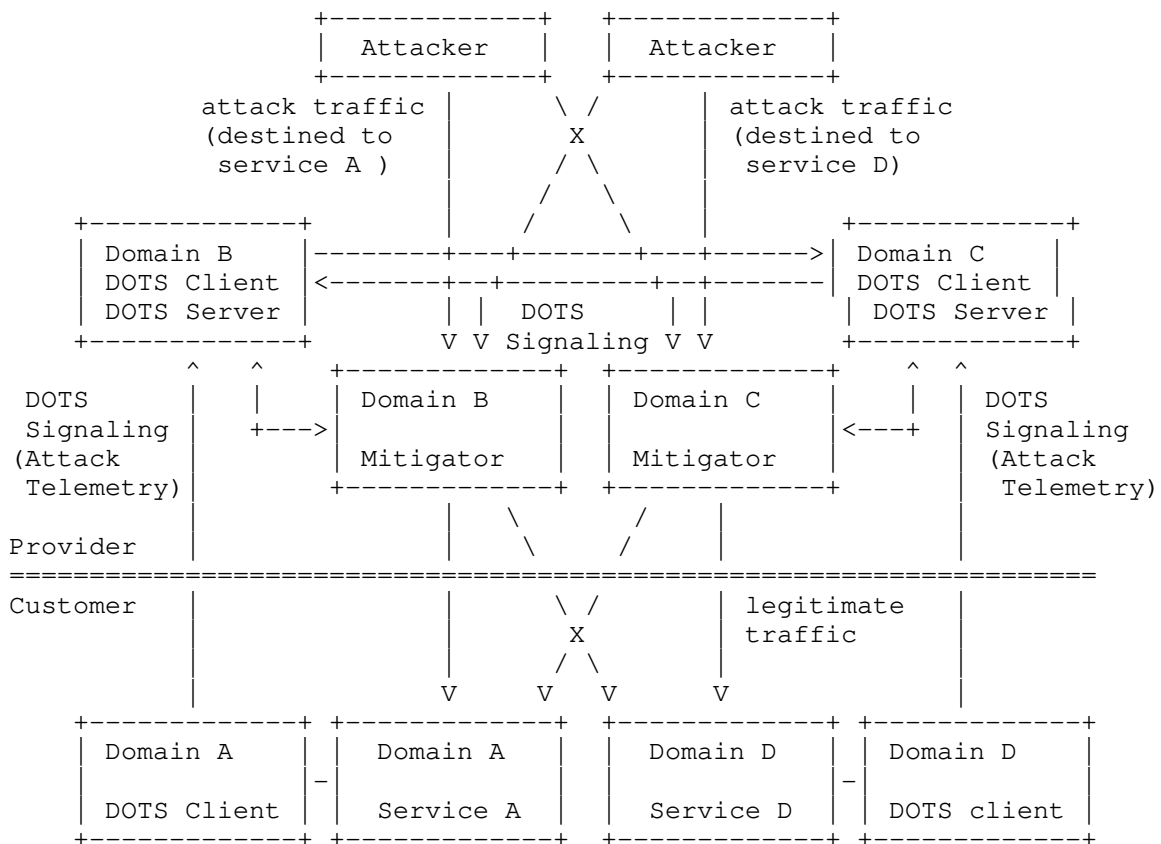 Attacker Attacker
attack traffic attack traffic
(destined to X (destined to
service A ) service D)
Domain B Domain C
DOTS Client DOTS Client
DOTS Server DOTS DOTS Server
V V Signaling V V
DOTS Domain B Domain C DOTS
Signaling Signaling
(Attack Mitigator Mitigator (Attack
Telemetry) Telemetry)
Provider
Customer legitimate
X traffic
V V V V
Domain A Domain A Domain D Domain D
DOTS Client Service A Service D DOTS client